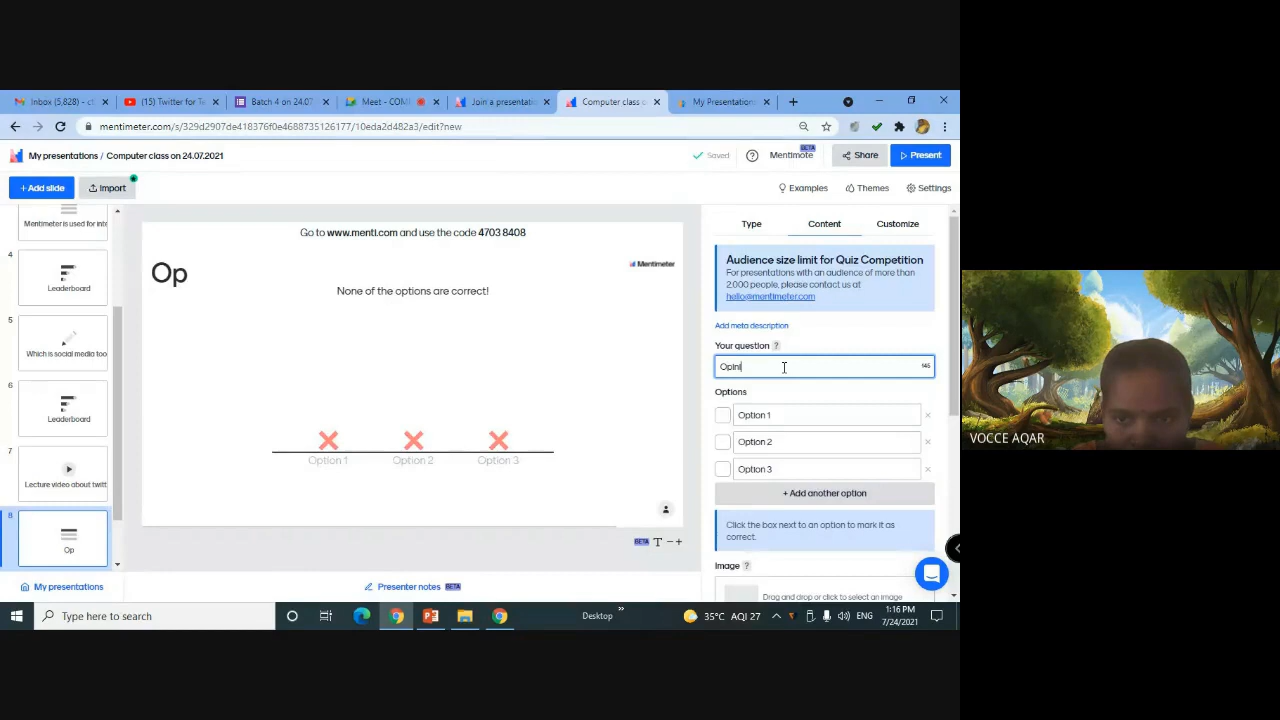 Inbox (5,828) - ct
(15) Twitter for Te
Batch 4 on 24.07.
Meet - COM
Join a presentatio
Computer class o
My Presentation
mentimeter.com/s/329d2907de418376f0e4688735126177/10eda2d482a3/edit?new
My presentations / Computer class on 24.07.2021
Saved
Mentimote
BETA
Share
Present
+ Add slide
Import
Examples
Themes
Settings
Mentimeter is used for inte
4
Leaderboard
5
Which is social media too
6
Leaderboard
7
Lecture video about twitt
8
Op
Go to www.menti.com and use the code 4703 8408
Op
Mentimeter
None of the options are correct!
Option 1
Option 2
Option 3
BETA T - +
Type
Content
Customize
Audience size limit for Quiz Competition
For presentations with an audience of more than
2,000 people, please contact us at
hello@mentimeter.com
Add meta description
Your question ?
Opini
145
Options
Option 1
Option 2
Option 3
+ Add another option
Click the box next to an option to mark it as
correct.
Image ?
Drag and drop or click to select an image
My presentations
Presenter notes BETA
VOCCE AQAR
Type here to search
Desktop
35°C AQI 27
ENG
1:16 PM
7/24/2021